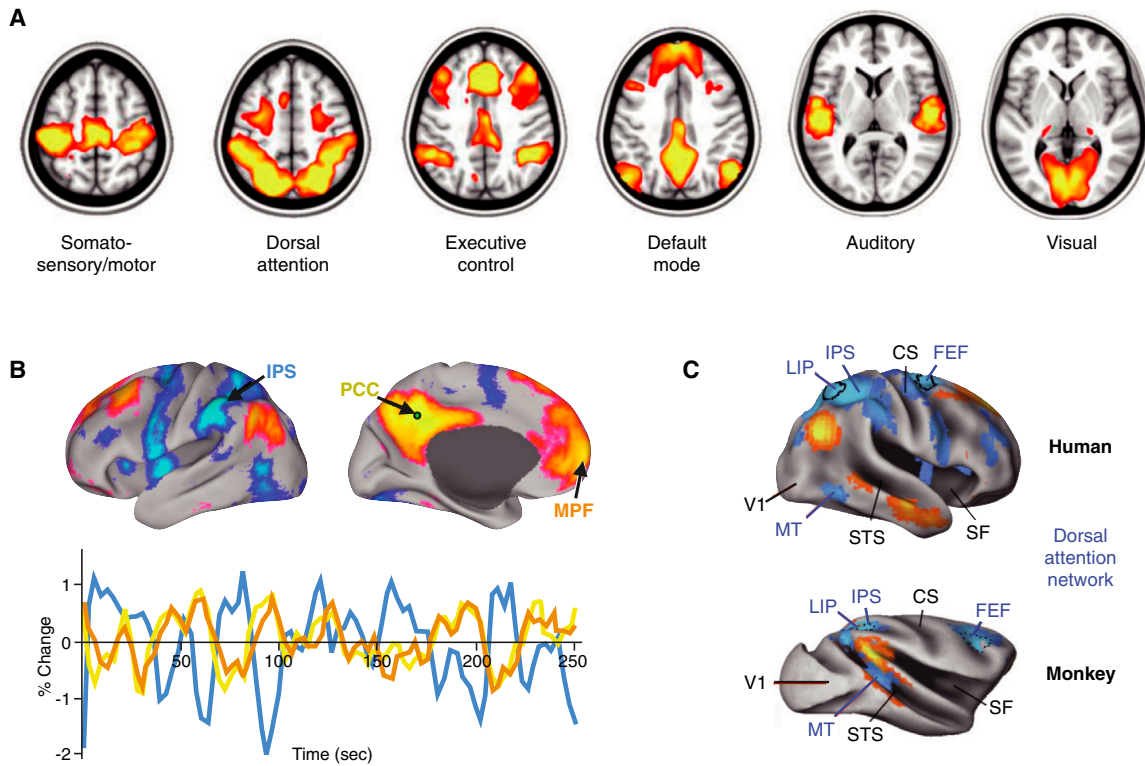 A
Somato-
sensory/motor
Dorsal
attention
Executive
control
Default
mode
Auditory
Visual
B
IPS
PCC
MPF
% Change
1
0
-1
-2
50
100
150
200
250
Time (sec)
C
LIP
IPS
CS
FEF
Human
V1
MT
STS
SF
Dorsal
attention
network
LIP
IPS
CS
FEF
Monkey
V1
MT
STS
SF